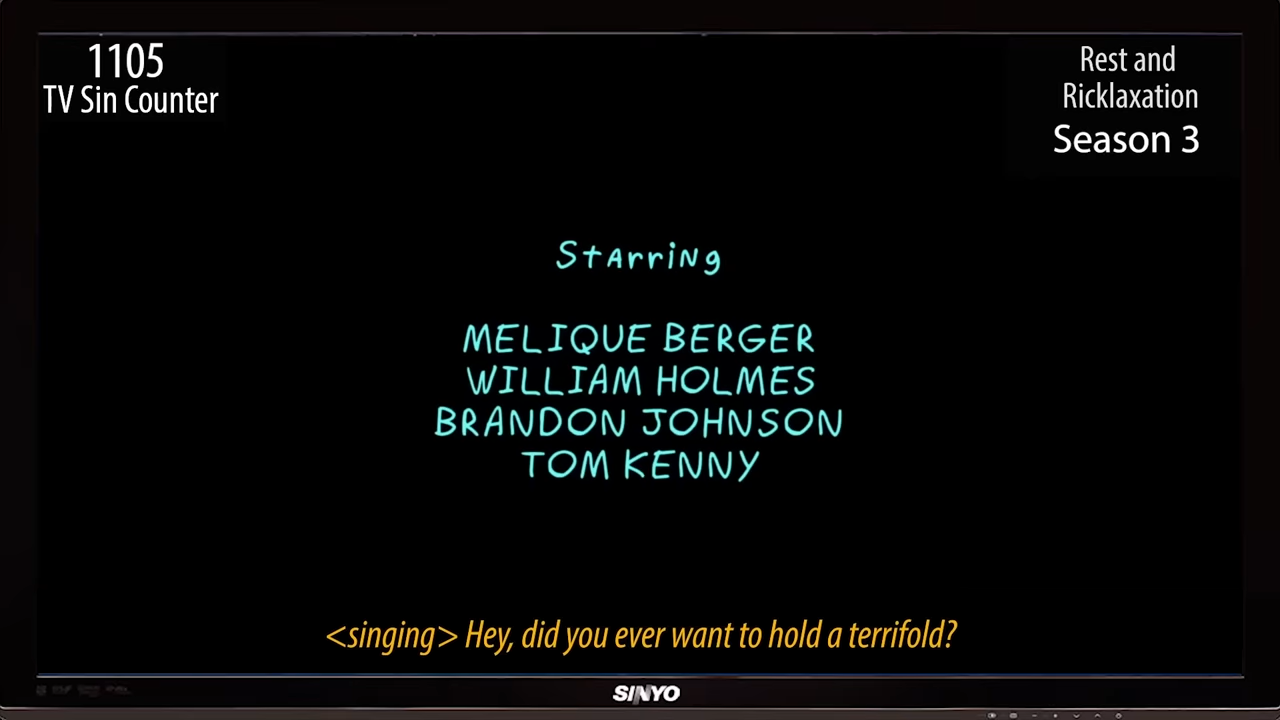 1105
TV Sin Counter
Rest and
Ricklaxation
Season 3
Starring
MELIQUE BERGER
WILLIAM HOLMES
BRANDON JOHNSON
TOM KENNY
<singing> Hey, did you ever want to hold a terrifold?
SINYO